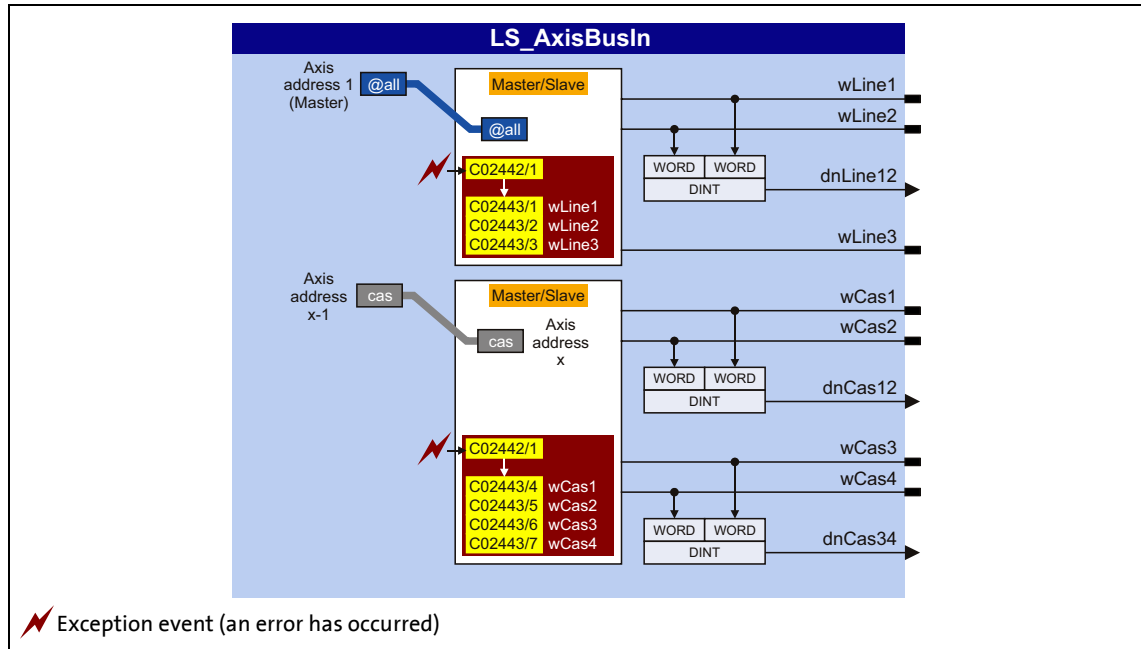 LS_AxisBusIn
Axis
address 1
(Master)
@all
Master/Slave
@all
wLine1
wLine2
WORD WORD
DINT
dnLine12
C02442/1
C02443/1 wLine1
C02443/2 wLine2
C02443/3 wLine3
wLine3
Axis
address
x-1
cas
Master/Slave
cas
Axis
address
x
wCas1
wCas2
WORD WORD
DINT
dnCas12
C02442/1
C02443/4 wCas1
C02443/5 wCas2
C02443/6 wCas3
C02443/7 wCas4
wCas3
wCas4
WORD WORD
DINT
dnCas34
Exception event (an error has occurred)